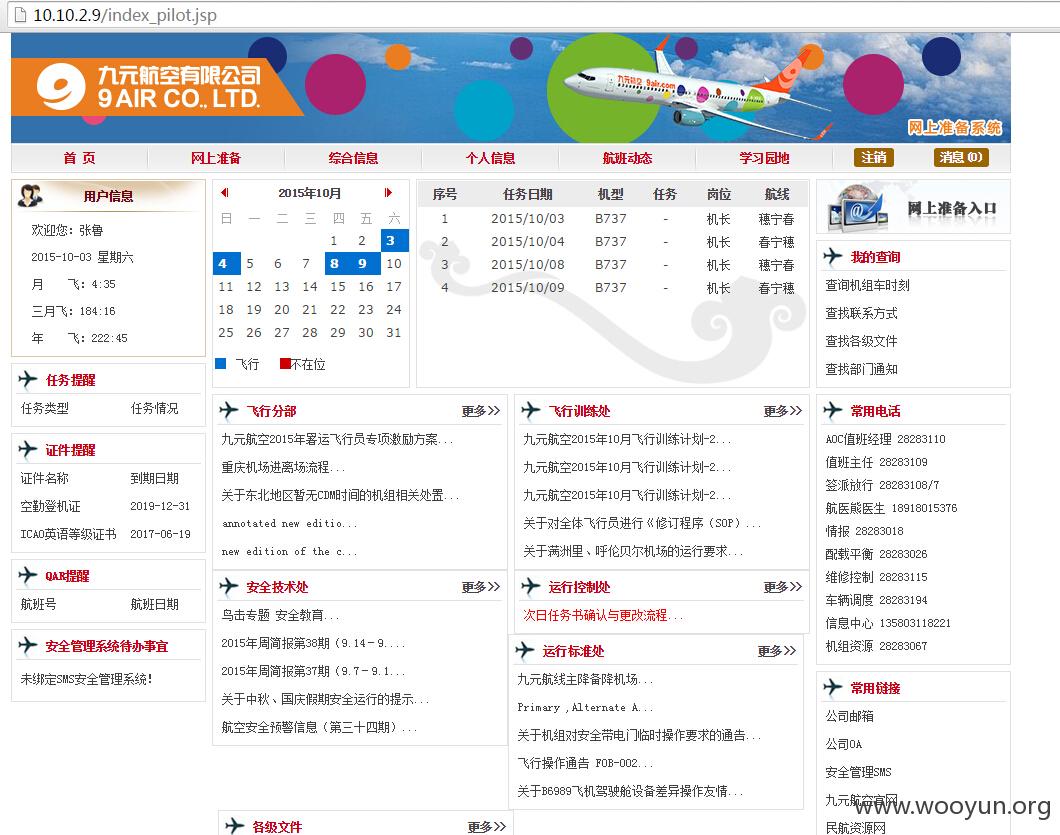 10.10.2.9/index_pilot.jsp
九元航空有限公司
9 AIR CO., LTD.
九元航空 9air.com
网上准备系统
首 页 网上准备 综合信息 个人信息 航班动态 学习园地 注销 消息 (0)
用户信息
欢迎您：张鲁
2015-10-03 星期六
月 飞：4:35
三月飞：184:16
年 飞：222:45
任务提醒
任务类型 任务情况
证件提醒
证件名称 到期日期
空勤登机证 2019-12-31
ICAO英语等级证书 2017-06-19
QAR提醒
航班号 航班日期
安全管理系统待办事宜
未绑定SMS安全管理系统!
2015年10月
日 一 二 三 四 五 六
1 2 3
4 5 6 7 8 9 10
11 12 13 14 15 16 17
18 19 20 21 22 23 24
25 26 27 28 29 30 31
飞行 不在位
序号 任务日期 机型 任务 岗位 航线
1 2015/10/03 B737 - 机长 穗宁春
2 2015/10/04 B737 - 机长 春宁穗
3 2015/10/08 B737 - 机长 穗宁春
4 2015/10/09 B737 - 机长 春宁穗
飞行分部 更多>>
九元航空2015年署运飞行员专项激励方案...
重庆机场进离场流程...
关于东北地区暂无CDM时间的机组相关处置...
annotated new editio...
new edition of the c...
飞行训练处 更多>>
九元航空2015年10月飞行训练计划-2...
九元航空2015年10月飞行训练计划-2...
九元航空2015年10月飞行训练计划-2...
关于对全体飞行员进行《修订程序（SOP）...
关于满洲里、呼伦贝尔机场的运行要求...
安全技术处 更多>>
鸟击专题 安全教育...
2015年周简报第38期（9.14－9....
2015年周简报第37期（9.7－9.1...
关于中秋、国庆假期安全运行的提示...
航空安全预警信息（第三十四期）...
运行控制处 更多>>
次日任务书确认与更改流程...
运行标准处 更多>>
九元航线主降备降机场...
Primary ,Alternate A...
关于机组对安全带电门临时操作要求的通告...
飞行操作通告 FOB-002...
关于B6989飞机驾驶舱设备差异操作友情...
各级文件 更多>>
网上准备入口
我的查询
查询机组车时刻
查找联系方式
查找各级文件
查找部门通知
常用电话
AOC值班经理 28283110
值班主任 28283109
签派放行 28283108/7
航医熊医生 18918015376
情报 28283018
配载平衡 28283026
维修控制 28283115
车辆调度 28283194
信息中心 135803118221
机组资源 28283067
常用链接
公司邮箱
公司OA
安全管理SMS
九元航空官网
民航资源网
www.wooyun.org